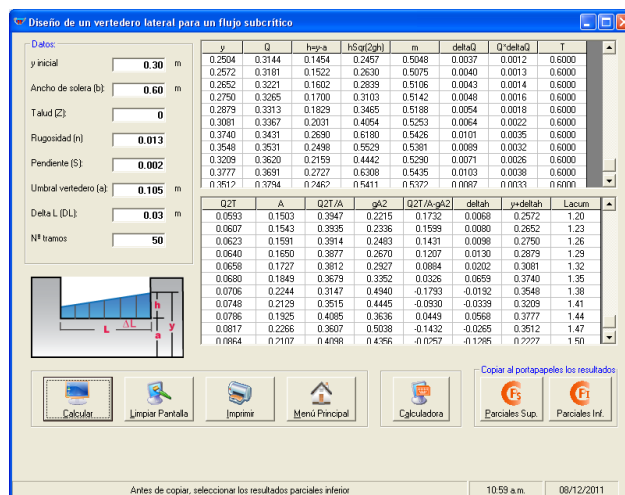 Diseño de un vertedero lateral para un flujo subcrítico
Datos:
y inicial 0.30 m
Ancho de solera (b): 0.60 m
Talud (Z): 0
Rugosidad (n) 0.013
Pendiente (S): 0.002
Umbral vertedero (a): 0.105 m
Delta L (DL): 0.03 m
Nº tramos 50
y Q h=y-a hSqr(2gh) m deltaQ Q*deltaQ T
0.2504 0.3144 0.1454 0.2457 0.5048 0.0037 0.0012 0.6000
0.2572 0.3181 0.1522 0.2630 0.5075 0.0040 0.0013 0.6000
0.2652 0.3221 0.1602 0.2839 0.5106 0.0043 0.0014 0.6000
0.2750 0.3265 0.1700 0.3103 0.5142 0.0048 0.0016 0.6000
0.2879 0.3313 0.1829 0.3465 0.5188 0.0054 0.0018 0.6000
0.3081 0.3367 0.2031 0.4054 0.5253 0.0064 0.0022 0.6000
0.3740 0.3431 0.2690 0.6180 0.5426 0.0101 0.0035 0.6000
0.3548 0.3531 0.2498 0.5529 0.5381 0.0089 0.0032 0.6000
0.3209 0.3620 0.2159 0.4442 0.5290 0.0071 0.0026 0.6000
0.3777 0.3691 0.2727 0.6308 0.5435 0.0103 0.0038 0.6000
0.3512 0.3794 0.2462 0.5411 0.5372 0.0087 0.0033 0.6000
Q2T A Q2T/A gA2 Q2T/A-gA2 deltah y+deltah Lacum
0.0593 0.1503 0.3947 0.2215 0.1732 0.0068 0.2572 1.20
0.0607 0.1543 0.3935 0.2336 0.1599 0.0080 0.2652 1.23
0.0623 0.1591 0.3914 0.2483 0.1431 0.0098 0.2750 1.26
0.0640 0.1650 0.3877 0.2670 0.1207 0.0130 0.2879 1.29
0.0658 0.1727 0.3812 0.2927 0.0884 0.0202 0.3081 1.32
0.0680 0.1849 0.3679 0.3352 0.0326 0.0659 0.3740 1.35
0.0706 0.2244 0.3147 0.4940 -0.1793 -0.0192 0.3548 1.38
0.0748 0.2129 0.3515 0.4445 -0.0930 -0.0339 0.3209 1.41
0.0786 0.1925 0.4085 0.3636 0.0449 0.0568 0.3777 1.44
0.0817 0.2266 0.3607 0.5038 -0.1432 -0.0265 0.3512 1.47
0.0864 0.2107 0.4098 0.4356 -0.0257 -0.1285 0.2227 1.50
h
L ΔL y
a
Copiar al portapapeles los resultados
Calcular Limpiar Pantalla Imprimir Menú Principal Calculadora Parciales Sup. Parciales Inf.
Antes de copiar, seleccionar los resultados parciales inferior 10:59 a.m. 08/12/2011